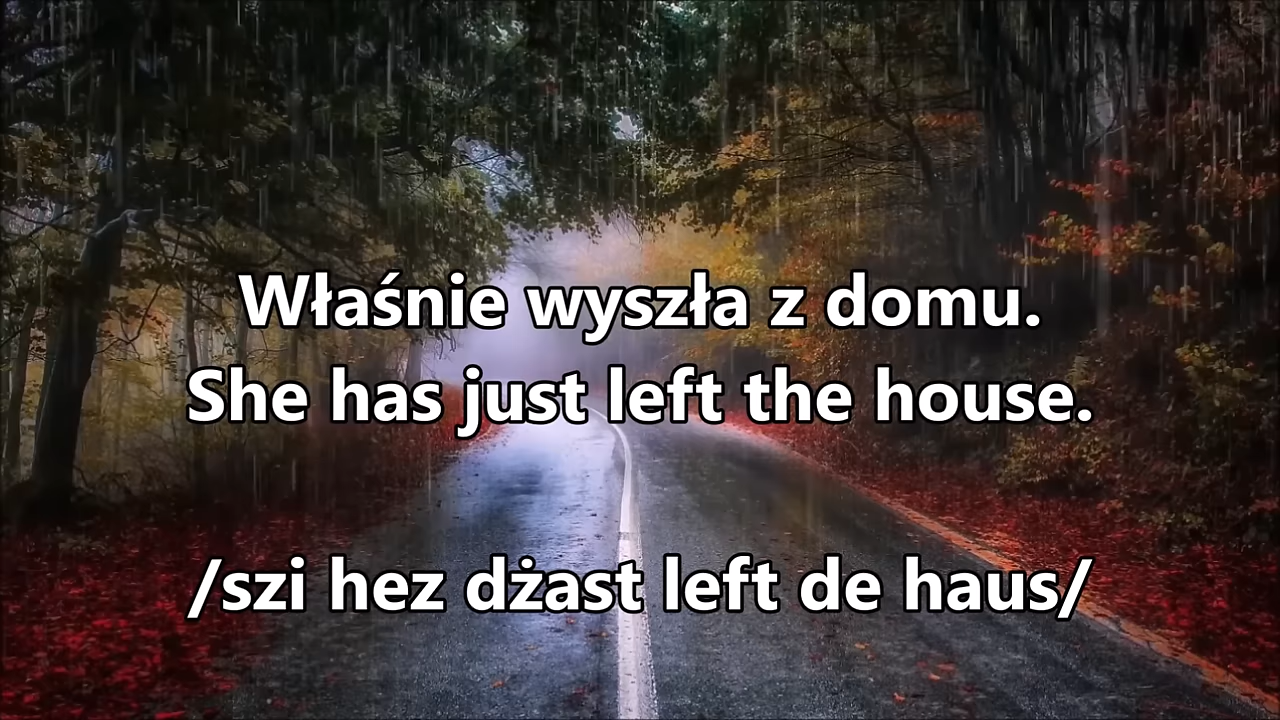 Właśnie wyszła z domu.
She has just left the house.
/szi hez dżast left de haus/